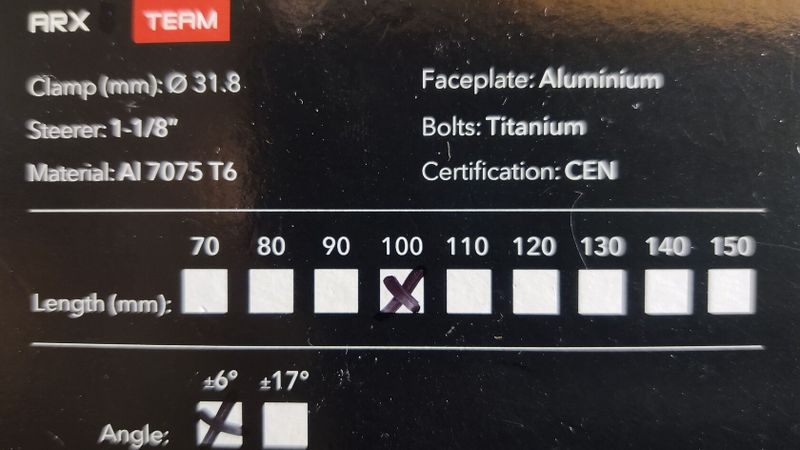 ARX TEAM
Clamp (mm): Ø 31.8
Faceplate: Aluminium
Steerer: 1-1/8"
Bolts: Titanium
Material: Al 7075 T6
Certification: CEN
70 80 90 100 110 120 130 140 150
Length (mm):
±6° ±17°
Angle: